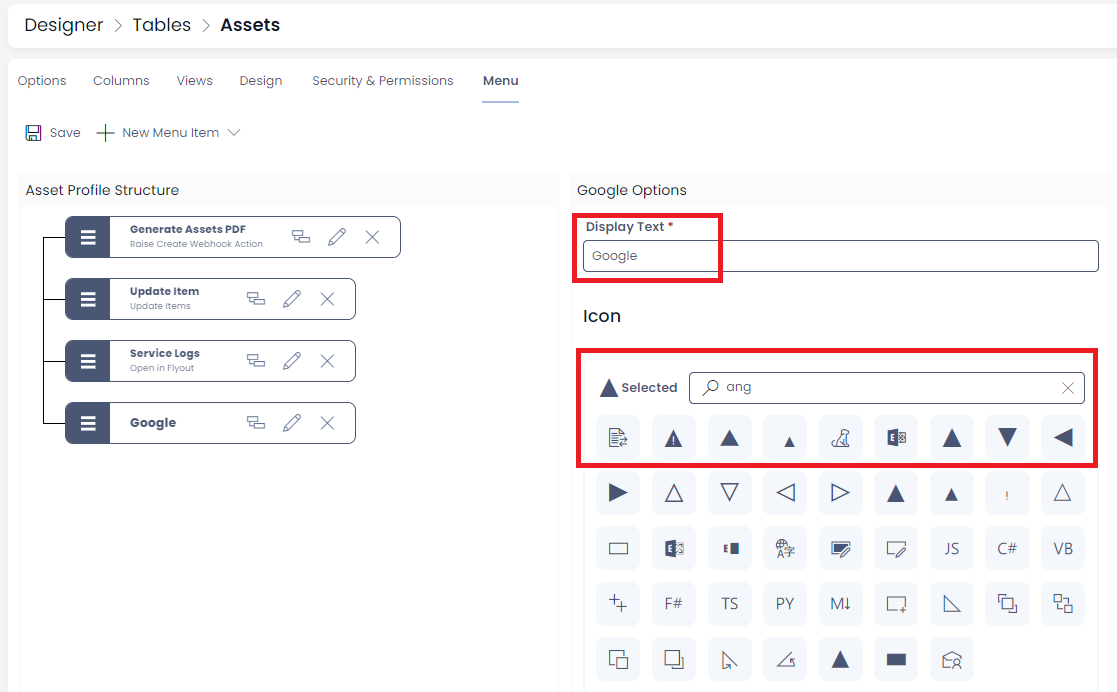 Designer > Tables > Assets
Options Columns Views Design Security & Permissions Menu
Save New Menu Item
Asset Profile Structure
Generate Assets PDF
Raise Create Webhook Action
Update Item
Update Items
Service Logs
Open in Flyout
Google
Google Options
Display Text *
Google
Icon
Selected ang
JS C# VB
F# TS PY M↓